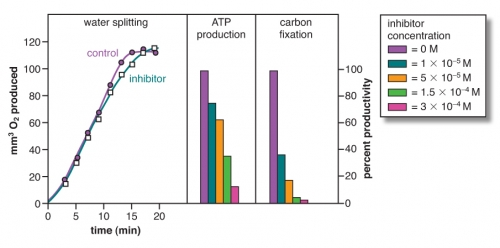 water splitting
ATP
production
carbon
fixation
inhibitor
concentration
= 0 M
= 1 × 10⁻⁵ M
= 5 × 10⁻⁵ M
= 1.5 × 10⁻⁴ M
= 3 × 10⁻⁴ M
control
inhibitor
mm³ O₂ produced
120
100
80
60
40
20
0
0 5 10 15 20
time (min)
100
80
60
40
20
0
percent productivity